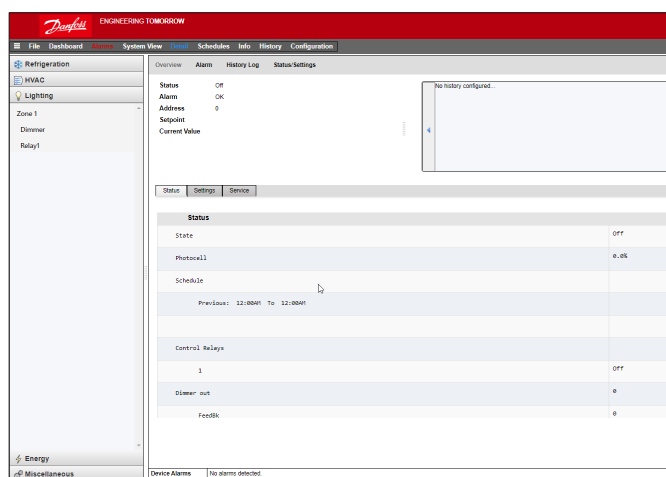 Danfoss ENGINEERING TOMORROW
File Dashboard Alarms System View Detail Schedules Info History Configuration
Refrigeration
HVAC
Lighting
Zone 1
Dimmer
Relay1
Energy
Miscellaneous
Overview Alarm History Log Status/Settings
Status Off
Alarm OK
Address 0
Setpoint
Current Value
No history configured...
Status Settings Service
Status
State Off
Photocell 0.0%
Schedule
Previous: 12:00AM To 12:00AM
Control Relays
1 Off
Dimmer out 0
FeedBk 0
Device Alarms No alarms detected.